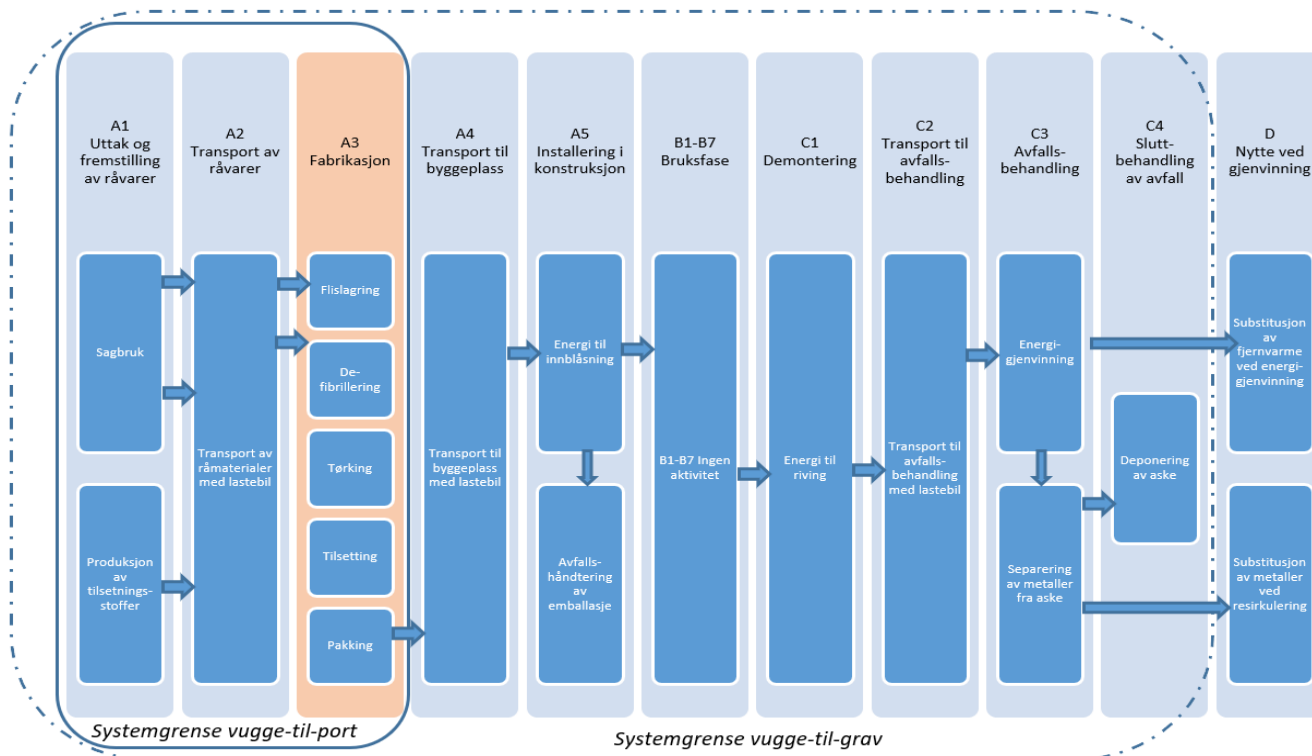 A1
Uttak og
fremstilling
av råvarer
A2
Transport av
råvarer
A3
Fabrikasjon
A4
Transport til
byggeplass
A5
Installering i
konstruksjon
B1-B7
Bruksfase
C1
Demontering
C2
Transport til
avfalls-
behandling
C3
Avfalls-
behandling
C4
Slutt-
behandling
av avfall
D
Nytte ved
gjenvinning
Sagbruk
Produksjon
av
tilsetnings-
stoffer
Transport av
råmaterialer
med lastebil
Flislagring
De-
fibrillering
Tørking
Tilsetting
Pakking
Transport til
byggeplass
med lastebil
Energi til
innblåsning
Avfalls-
håndtering
av
emballasje
B1-B7 Ingen
aktivitet
Energi til
riving
Transport til
avfalls-
behandling
med lastebil
Energi-
gjenvinning
Separering
av metaller
fra aske
Deponering
av aske
Substitusjon
av
fjernvarme
ved energi-
gjenvinning
Substitusjon
av metaller
ved
resirkulering
Systemgrense vugge-til-port
Systemgrense vugge-til-grav